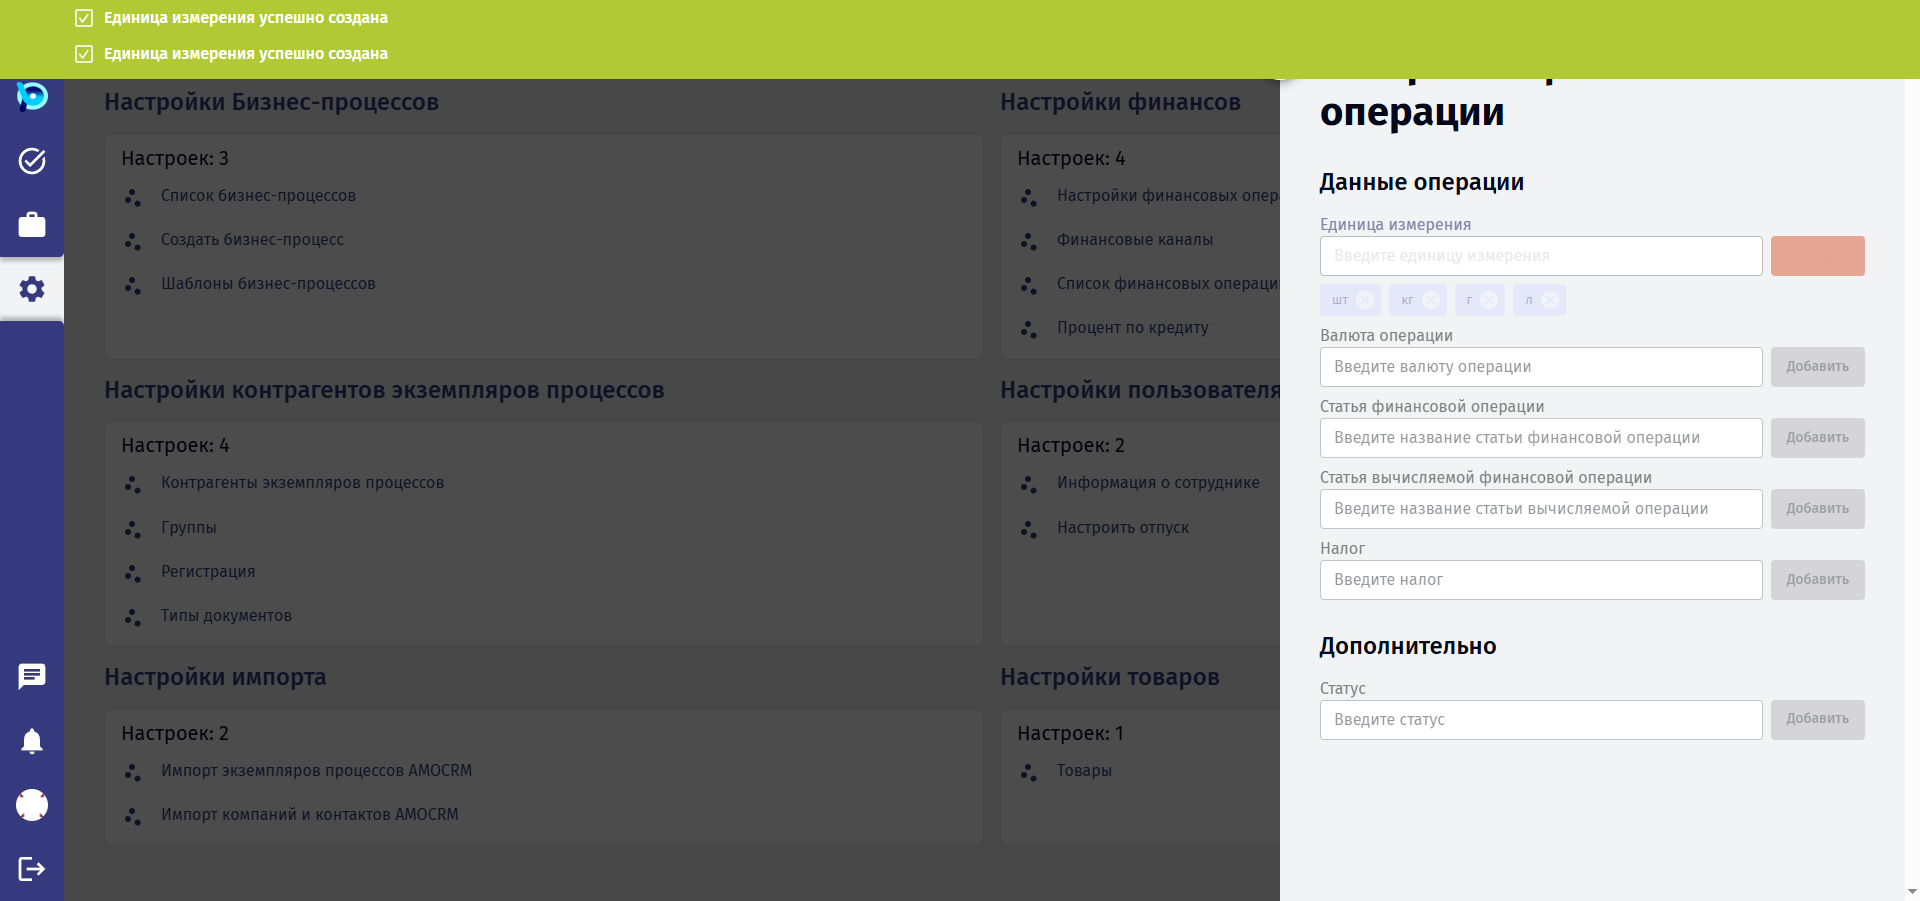 Единица измерения успешно создана
Единица измерения успешно создана
Настройки Бизнес-процессов
Настроек: 3
Список бизнес-процессов
Создать бизнес-процесс
Шаблоны бизнес-процессов
Настройки финансов
Настроек: 4
Настройки финансовых опер
Финансовые каналы
Список финансовых операци
Процент по кредиту
Настройки контрагентов экземпляров процессов
Настроек: 4
Контрагенты экземпляров процессов
Группы
Регистрация
Типы документов
Настройки пользователя
Настроек: 2
Информация о сотруднике
Настроить отпуск
Настройки импорта
Настроек: 2
Импорт экземпляров процессов AMOCRM
Импорт компаний и контактов AMOCRM
Настройки товаров
Настроек: 1
Товары
операции
Данные операции
Единица измерения
Введите единицу измерения
шт кг г л
Валюта операции
Введите валюту операции Добавить
Статья финансовой операции
Введите название статьи финансовой операции Добавить
Статья вычисляемой финансовой операции
Введите название статьи вычисляемой операции Добавить
Налог
Введите налог Добавить
Дополнительно
Статус
Введите статус Добавить